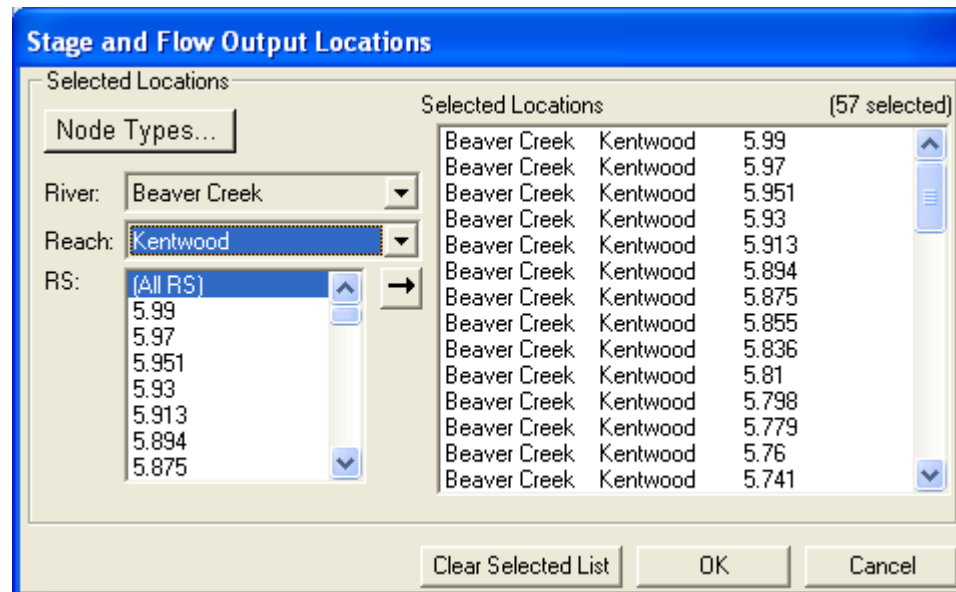 Stage and Flow Output Locations
Selected Locations
Node Types...
River: Beaver Creek
Reach: Kentwood
RS: (All RS)
5.99
5.97
5.951
5.93
5.913
5.894
5.875
Selected Locations (57 selected)
Beaver Creek Kentwood 5.99
Beaver Creek Kentwood 5.97
Beaver Creek Kentwood 5.951
Beaver Creek Kentwood 5.93
Beaver Creek Kentwood 5.913
Beaver Creek Kentwood 5.894
Beaver Creek Kentwood 5.875
Beaver Creek Kentwood 5.855
Beaver Creek Kentwood 5.836
Beaver Creek Kentwood 5.81
Beaver Creek Kentwood 5.798
Beaver Creek Kentwood 5.779
Beaver Creek Kentwood 5.76
Beaver Creek Kentwood 5.741
Clear Selected List OK Cancel